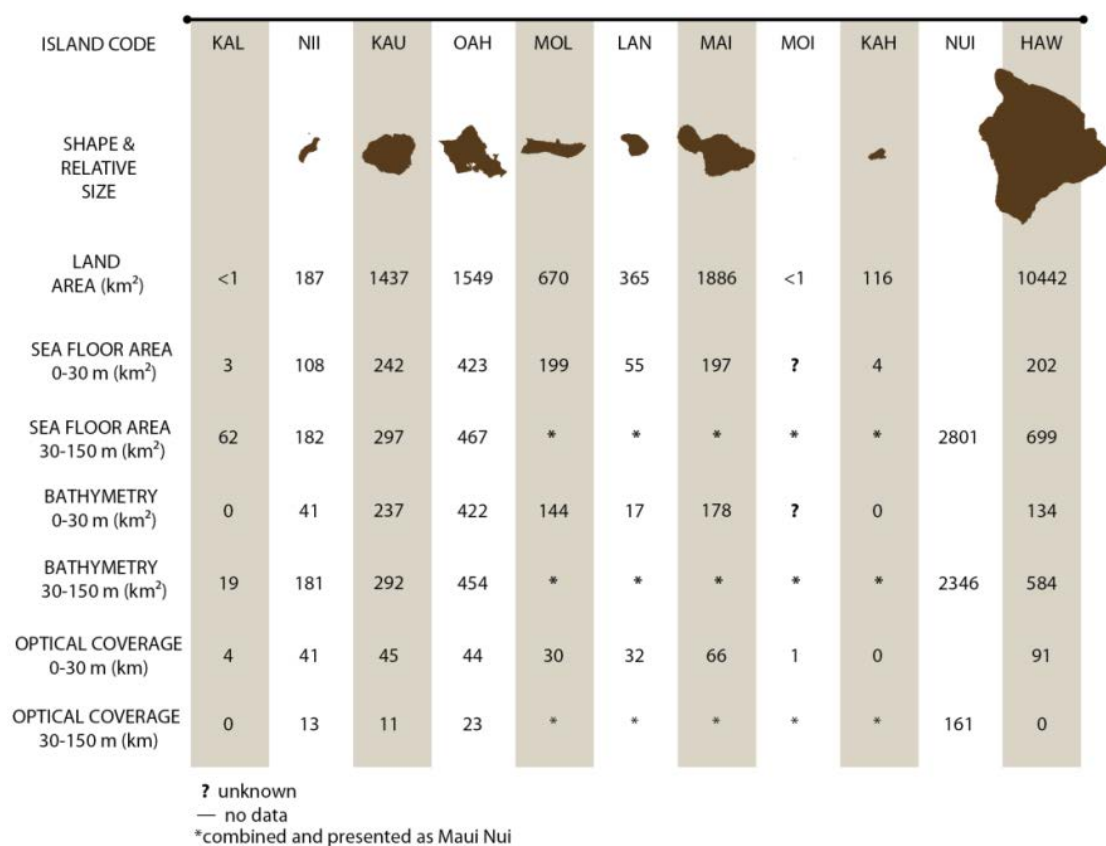 ISLAND CODE KAL NII KAU OAH MOL LAN MAI MOI KAH NUI HAW
SHAPE &
RELATIVE
SIZE
LAND
AREA (km²) <1 187 1437 1549 670 365 1886 <1 116 10442
SEA FLOOR AREA
0-30 m (km²) 3 108 242 423 199 55 197 ? 4 202
SEA FLOOR AREA
30-150 m (km²) 62 182 297 467 * * * * * 2801 699
BATHYMETRY
0-30 m (km²) 0 41 237 422 144 17 178 ? 0 134
BATHYMETRY
30-150 m (km²) 19 181 292 454 * * * * * 2346 584
OPTICAL COVERAGE
0-30 m (km) 4 41 45 44 30 32 66 1 0 91
OPTICAL COVERAGE
30-150 m (km) 0 13 11 23 * * * * * 161 0
? unknown
— no data
*combined and presented as Maui Nui